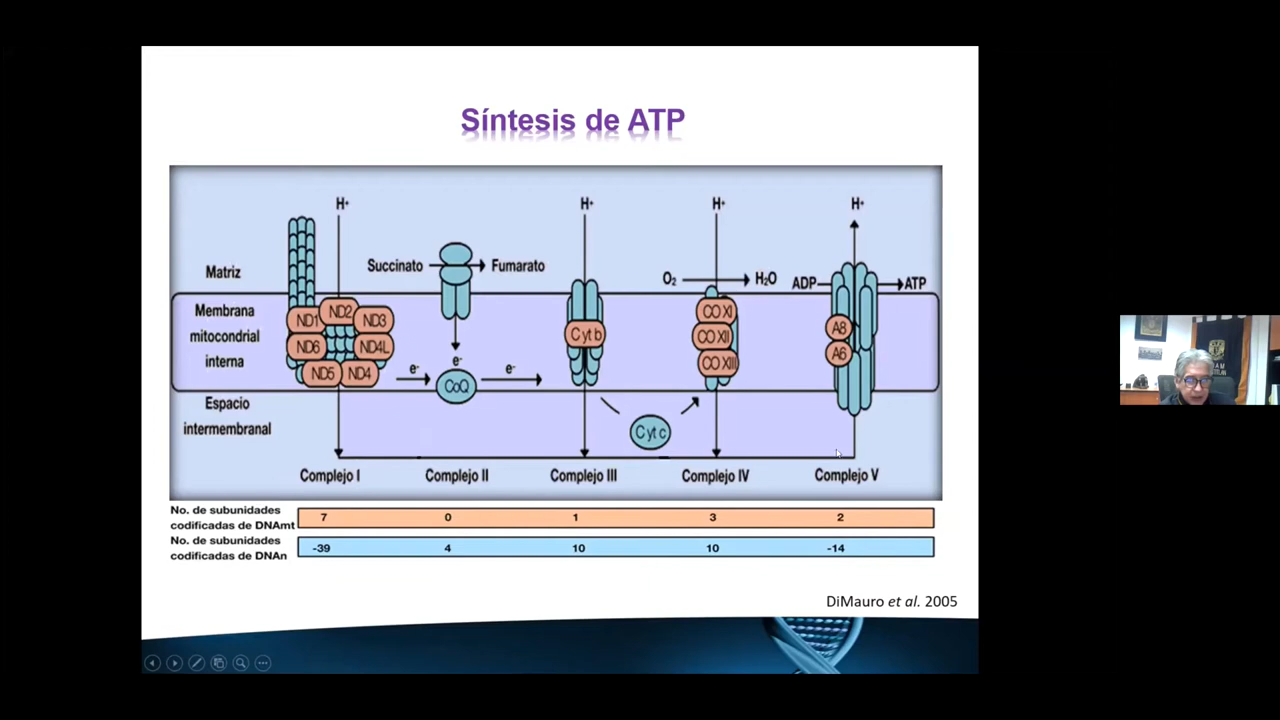 Síntesis de ATP
H+
H+
H+
H+
Succinato
Fumarato
O2
H2O
ADP
ATP
Matriz
Membrana
mitocondrial
interna
ND1
ND2
ND3
ND6
ND4L
ND5
ND4
e-
e-
CoQ
e-
Cyt b
CO XI
CO XII
CO XIII
A8
A6
Espacio
intermembranal
Cyt c
Complejo I
Complejo II
Complejo III
Complejo IV
Complejo V
No. de subunidades
codificadas de DNAmt
7
0
1
3
2
No. de subunidades
codificadas de DNAn
-39
4
10
10
-14
DiMauro et al. 2005